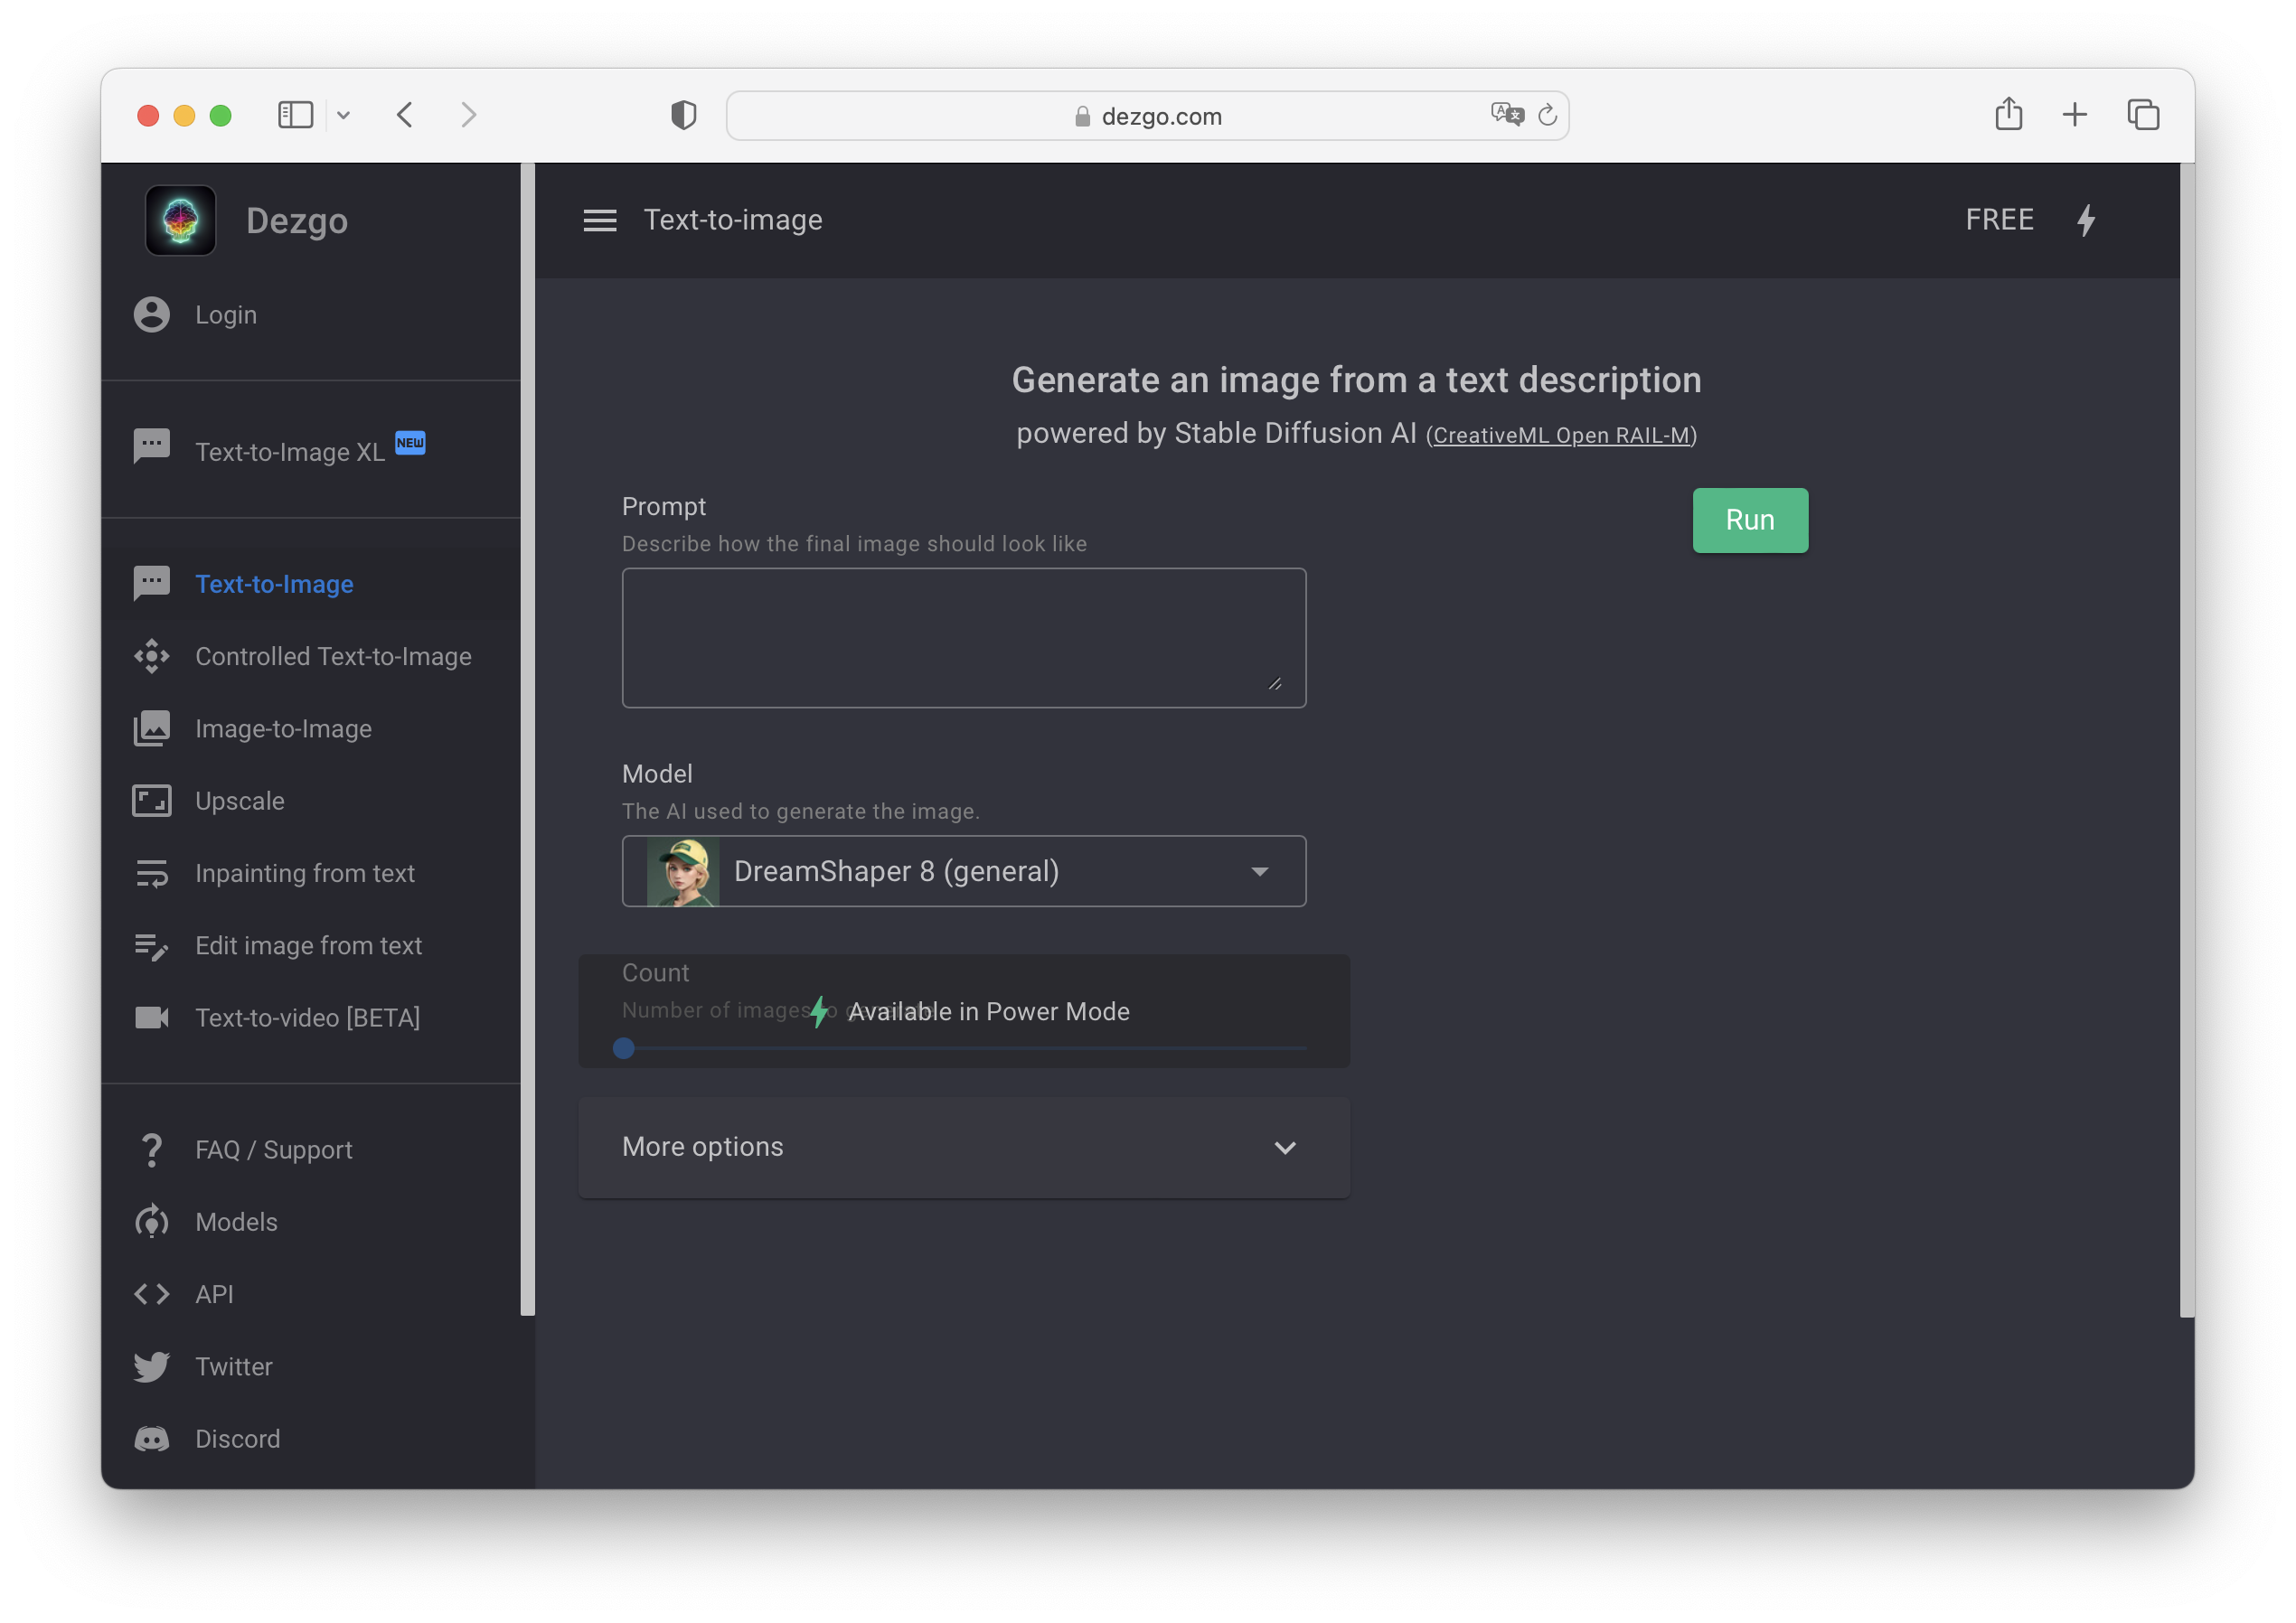 dezgo.com
Dezgo
Login
Text-to-Image XL NEW
Text-to-Image
Controlled Text-to-Image
Image-to-Image
Upscale
Inpainting from text
Edit image from text
Text-to-video [BETA]
FAQ / Support
Models
API
Twitter
Discord
Text-to-image
FREE
Generate an image from a text description
powered by Stable Diffusion AI (CreativeML Open RAIL-M)
Prompt
Describe how the final image should look like
Run
Model
The AI used to generate the image.
DreamShaper 8 (general)
Count
Number of images to generate
Available in Power Mode
More options